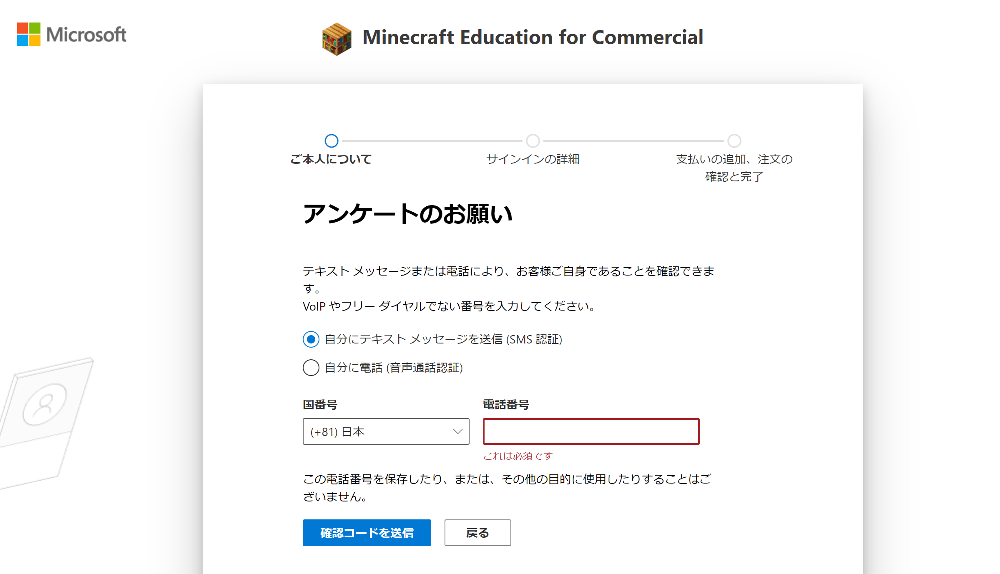 Microsoft
Minecraft Education for Commercial
ご本人について
サインインの詳細
支払いの追加、注文の
確認と完了
アンケートのお願い
テキスト メッセージまたは電話により、お客様ご自身であることを確認できま
す。
VoIP やフリー ダイヤルでない番号を入力してください。
自分にテキスト メッセージを送信 (SMS 認証)
自分に電話 (音声通話認証)
国番号
電話番号
(+81) 日本
これは必須です
この電話番号を保存したり、または、その他の目的に使用したりすることはご
ざいません。
確認コードを送信
戻る